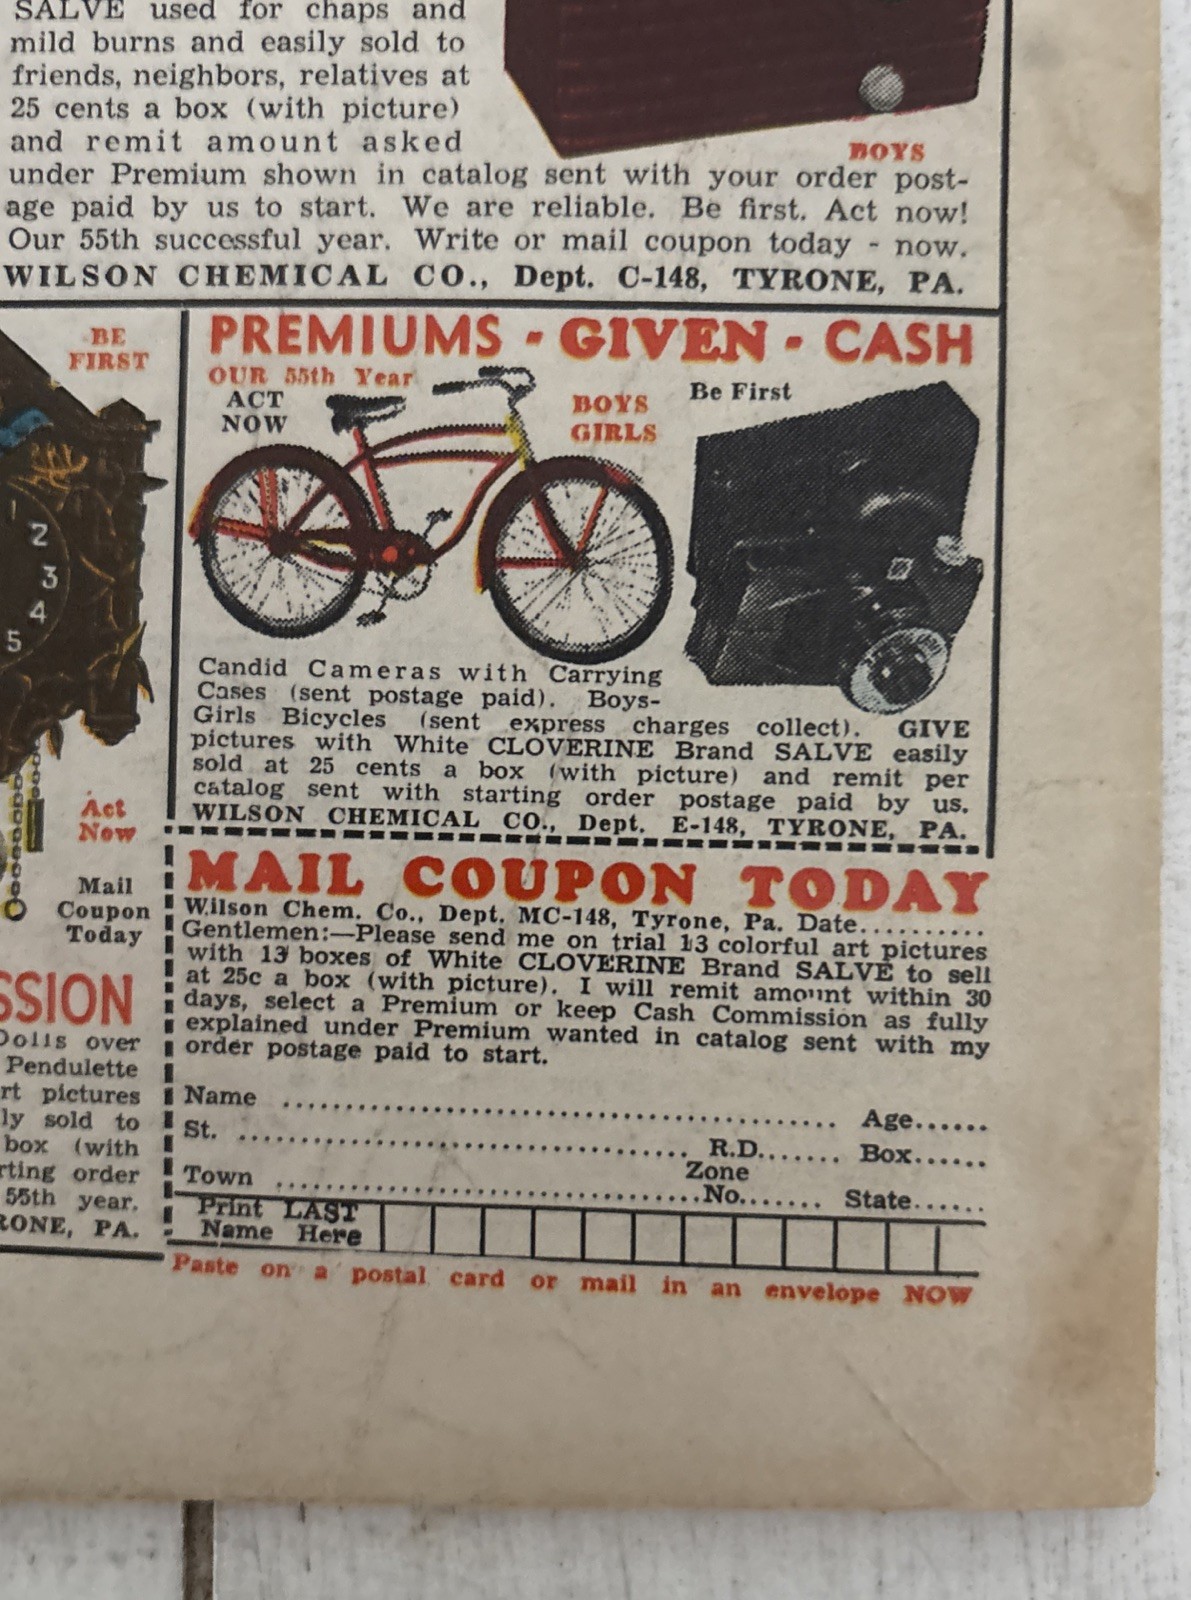 SALVE used for chaps and
mild burns and easily sold to
friends, neighbors, relatives at
25 cents a box (with picture)
and remit amount asked
BOYS
under Premium shown in catalog sent with your order post-
age paid by us to start. We are reliable. Be first. Act now!
Our 55th successful year. Write or mail coupon today - now.
WILSON CHEMICAL CO., Dept. C-148, TYRONE, PA.
BE
FIRST
1
2
3
4
5
Act
Now
Mail
Coupon
Today
SSION
Dolls over
Pendulette
rt pictures
ly sold to
box (with
rting order
55th year.
RONE, PA.
PREMIUMS - GIVEN - CASH
OUR 55th Year
ACT
NOW
BOYS
GIRLS
Be First
Candid Cameras with Carrying
Cases (sent postage paid). Boys-
Girls Bicycles (sent express charges collect). GIVE
pictures with White CLOVERINE Brand SALVE easily
sold at 25 cents a box (with picture) and remit per
catalog sent with starting order postage paid by us.
WILSON CHEMICAL CO., Dept. E-148, TYRONE, PA.
MAIL COUPON TODAY
Wilson Chem. Co., Dept. MC-148, Tyrone, Pa. Date..........
Gentlemen:—Please send me on trial 13 colorful art pictures
with 13 boxes of White CLOVERINE Brand SALVE to sell
at 25c a box (with picture). I will remit amount within 30
days, select a Premium or keep Cash Commission as fully
explained under Premium wanted in catalog sent with my
order postage paid to start.
Name ................................................ Age......
St. ....................................... R.D....... Box......
Zone
Town .......................................No....... State......
Print LAST
Name Here
Paste on a postal card or mail in an envelope NOW